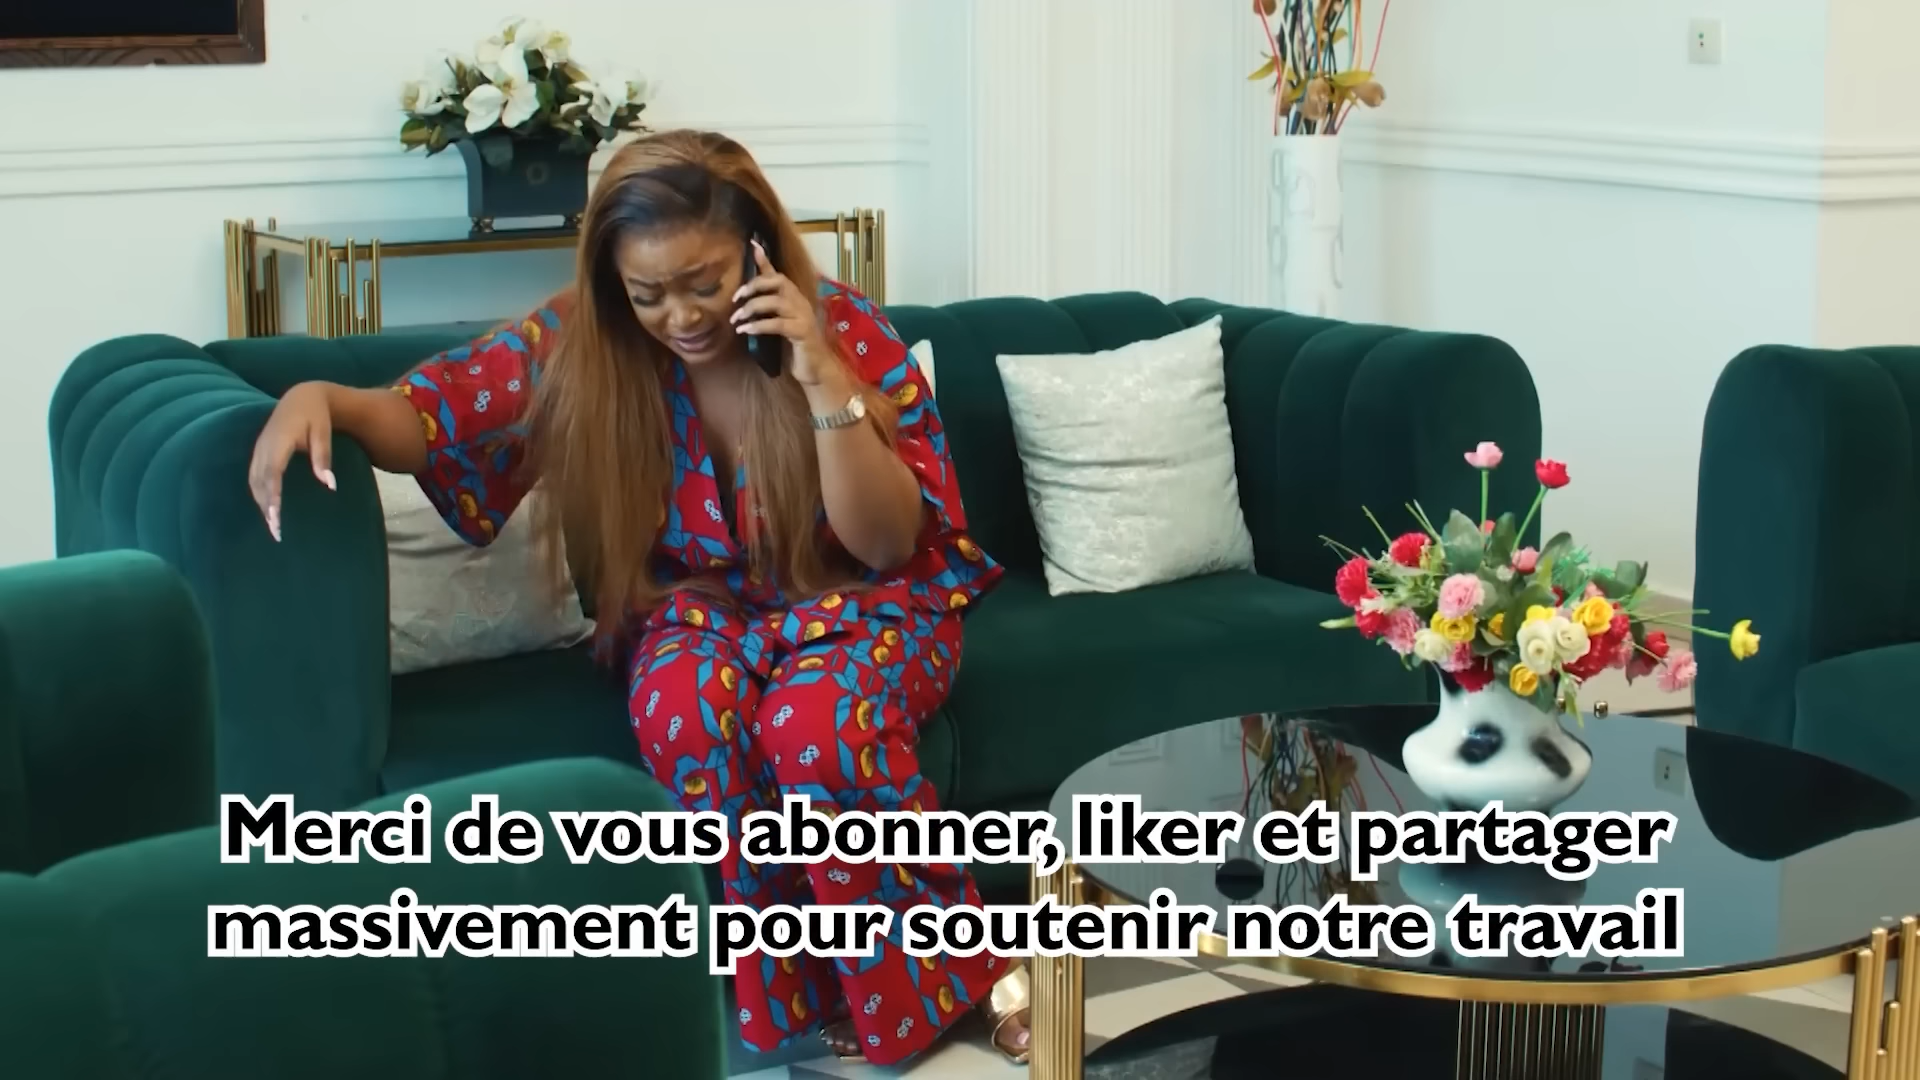 Merci de vous abonner, liker et partager
massivement pour soutenir notre travail